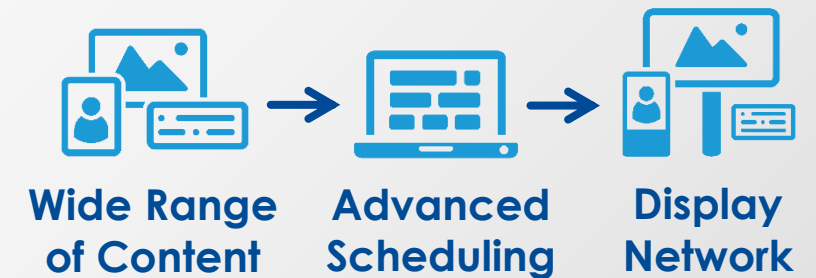 Wide Range
of Content
Advanced
Scheduling
Display
Network